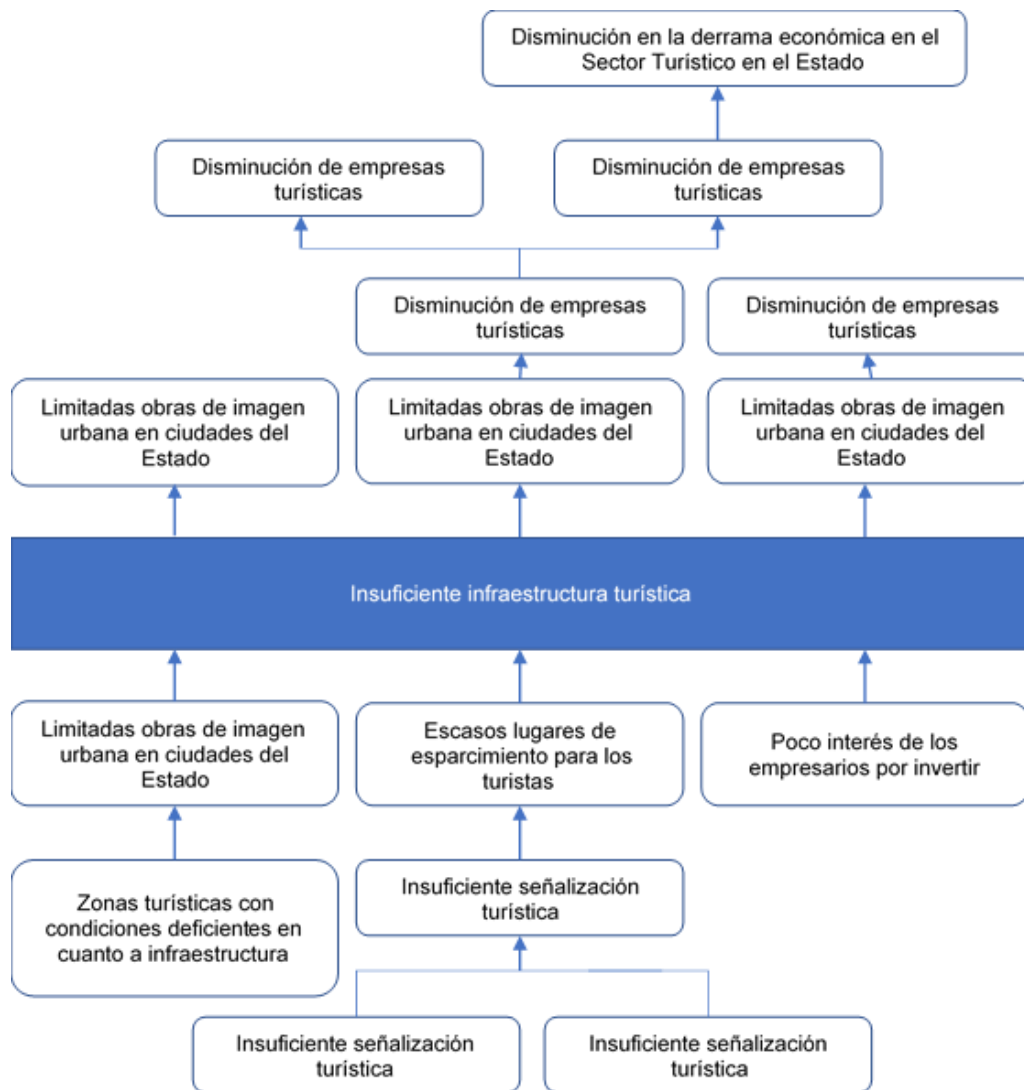 Disminución en la derrama económica en el
Sector Turístico en el Estado
Disminución de empresas
turísticas
Disminución de empresas
turísticas
Disminución de empresas
turísticas
Disminución de empresas
turísticas
Limitadas obras de imagen
urbana en ciudades del
Estado
Limitadas obras de imagen
urbana en ciudades del
Estado
Limitadas obras de imagen
urbana en ciudades del
Estado
Insuficiente infraestructura turística
Limitadas obras de imagen
urbana en ciudades del
Estado
Escasos lugares de
esparcimiento para los
turistas
Poco interés de los
empresarios por invertir
Zonas turísticas con
condiciones deficientes en
cuanto a infraestructura
Insuficiente señalización
turística
Insuficiente señalización
turística
Insuficiente señalización
turística